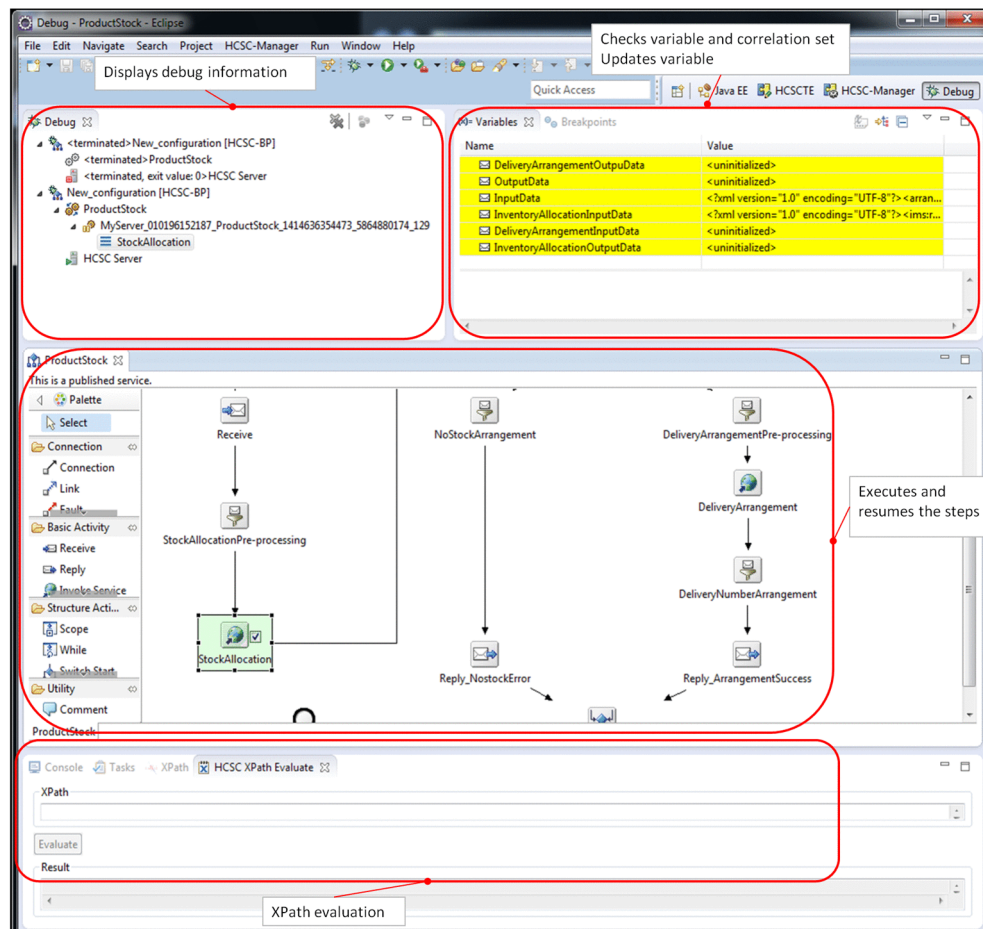 Debug - ProductStock - Eclipse
File Edit Navigate Search Project HCSC-Manager Run Window Help
Displays debug information
Checks variable and correlation set
Updates variable
Quick Access
Java EE HCSCTE HCSC-Manager Debug
Debug
<terminated>New_configuration [HCSC-BP]
<terminated>ProductStock
<terminated, exit value: 0>HCSC Server
New_configuration [HCSC-BP]
ProductStock
MyServer_010196152187_ProductStock_1414636354473_5864880174_129
StockAllocation
HCSC Server
(x)= Variables Breakpoints
Name Value
DeliveryArrangementOutpuData <uninitialized>
OutputData <uninitialized>
InputData <?xml version="1.0" encoding="UTF-8"?><arran...
InventoryAllocationInputData <?xml version="1.0" encoding="UTF-8"?><ims:r...
DeliveryArrangementInputData <uninitialized>
InventoryAllocationOutputData <uninitialized>
ProductStock
This is a published service.
Palette
Select
Connection
Connection
Link
Fault
Basic Activity
Receive
Reply
Invoke Service
Structure Acti...
Scope
While
Switch Start
Utility
Comment
Receive
StockAllocationPre-processing
StockAllocation
NoStockArrangement
Reply_NostockError
DeliveryArrangementPre-processing
DeliveryArrangement
DeliveryNumberArrangement
Reply_ArrangementSuccess
Executes and
resumes the steps
ProductStock
Console Tasks XPath HCSC XPath Evaluate
XPath
Evaluate
Result
XPath evaluation